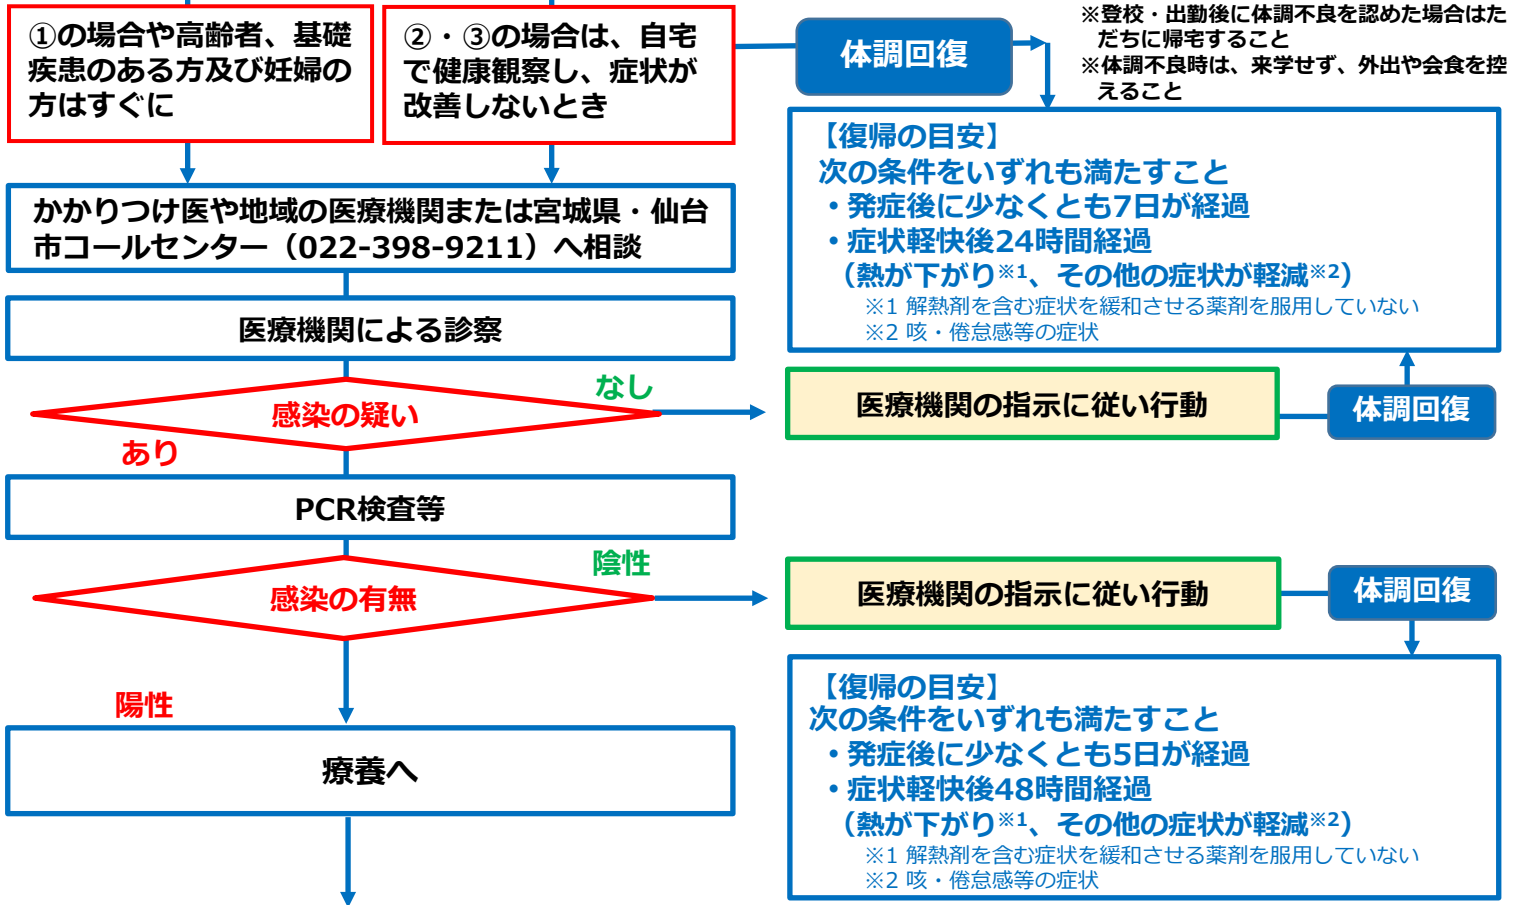 ①の場合や高齢者、基礎
疾患のある方及び妊婦の
方はすぐに
②・③の場合は、自宅
で健康観察し、症状が
改善しないとき
体調回復
※登校・出勤後に体調不良を認めた場合はた
だちに帰宅すること
※体調不良時は、来学せず、外出や会食を控
えること
【復帰の目安】
次の条件をいずれも満たすこと
・発症後に少なくとも7日が経過
・症状軽快後24時間経過
（熱が下がり※1、その他の症状が軽減※2）
※1 解熱剤を含む症状を緩和させる薬剤を服用していない
※2 咳・倦怠感等の症状
かかりつけ医や地域の医療機関または宮城県・仙台
市コールセンター（022-398-9211）へ相談
医療機関による診察
感染の疑い
なし
医療機関の指示に従い行動
体調回復
あり
PCR検査等
感染の有無
陰性
医療機関の指示に従い行動
体調回復
陽性
療養へ
【復帰の目安】
次の条件をいずれも満たすこと
・発症後に少なくとも5日が経過
・症状軽快後48時間経過
（熱が下がり※1、その他の症状が軽減※2）
※1 解熱剤を含む症状を緩和させる薬剤を服用していない
※2 咳・倦怠感等の症状